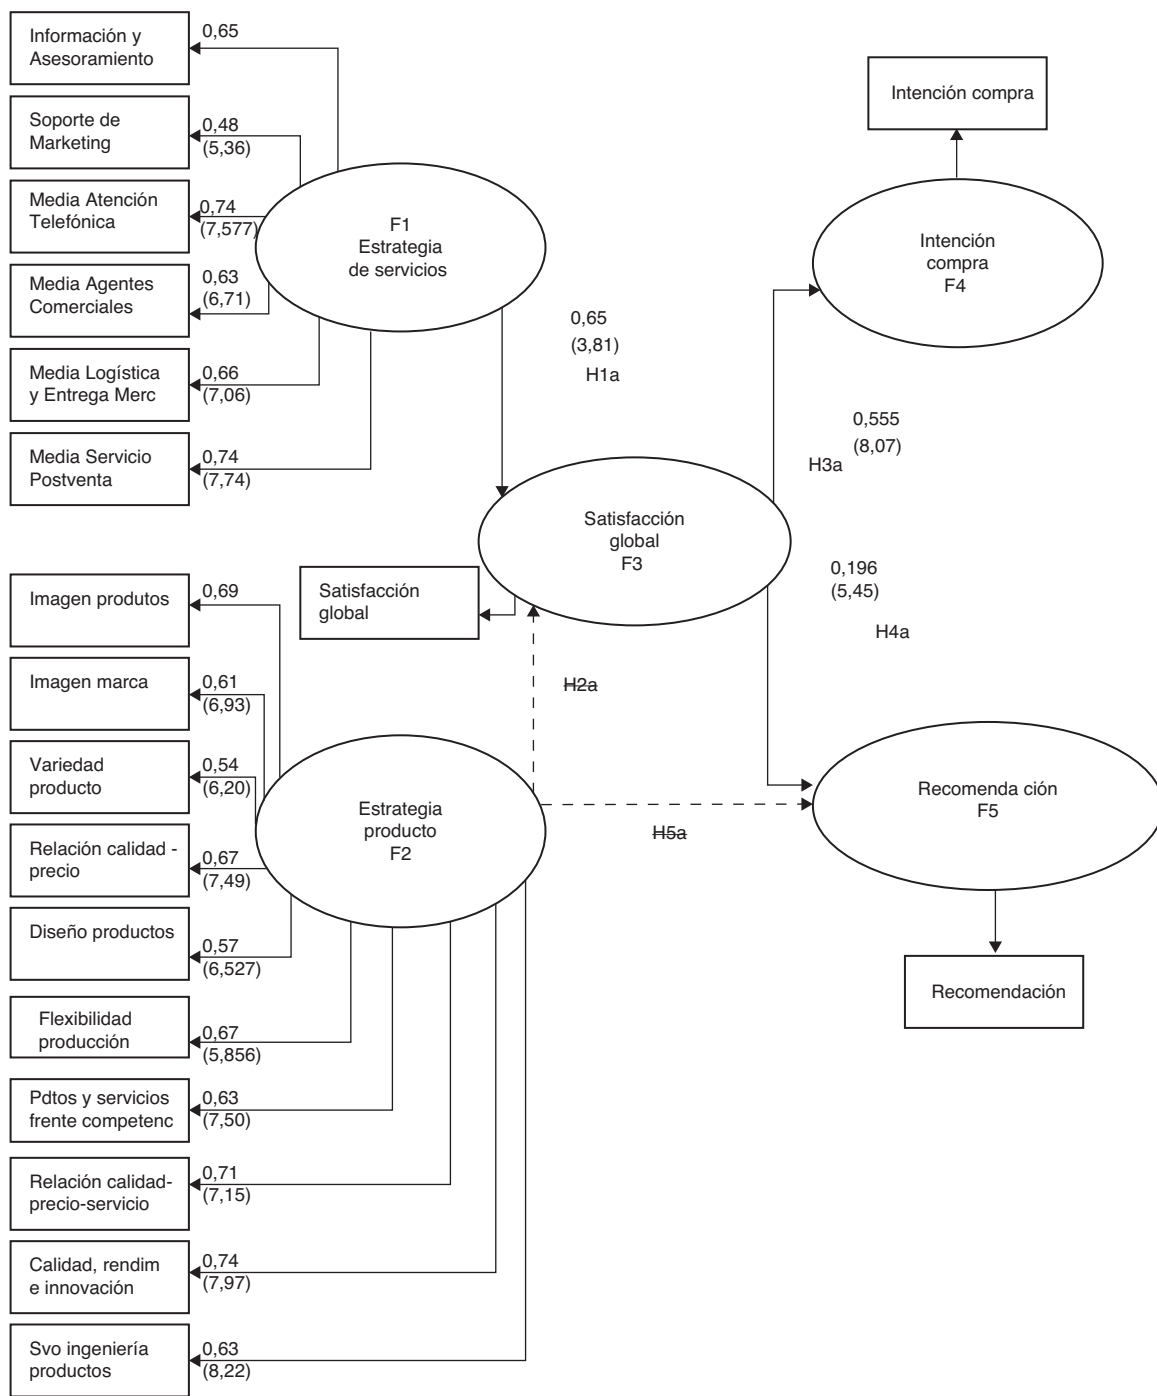 Información y
Asesoramiento
0,65
Soporte de
Marketing
0,48
(5,36)
Media Atención
Telefónica
0,74
(7,577)
Media Agentes
Comerciales
0,63
(6,71)
Media Logística
y Entrega Merc
0,66
(7,06)
Media Servicio
Postventa
0,74
(7,74)
F1
Estrategia
de servicios
0,65
(3,81)
H1a
Intención compra
Intención
compra
F4
0,555
(8,07)
H3a
Satisfacción
global
F3
Satisfacción
global
0,196
(5,45)
H4a
H2a
H5a
Imagen produtos
0,69
Imagen marca
0,61
(6,93)
Variedad
producto
0,54
(6,20)
Relación calidad -
precio
0,67
(7,49)
Diseño productos
0,57
(6,527)
Flexibilidad
producción
0,67
(5,856)
Pdtos y servicios
frente competenc
0,63
(7,50)
Relación calidad-
precio-servicio
0,71
(7,15)
Calidad, rendim
e innovación
0,74
(7,97)
Svo ingeniería
productos
0,63
(8,22)
Estrategia
producto
F2
Recomenda ción
F5
Recomendación